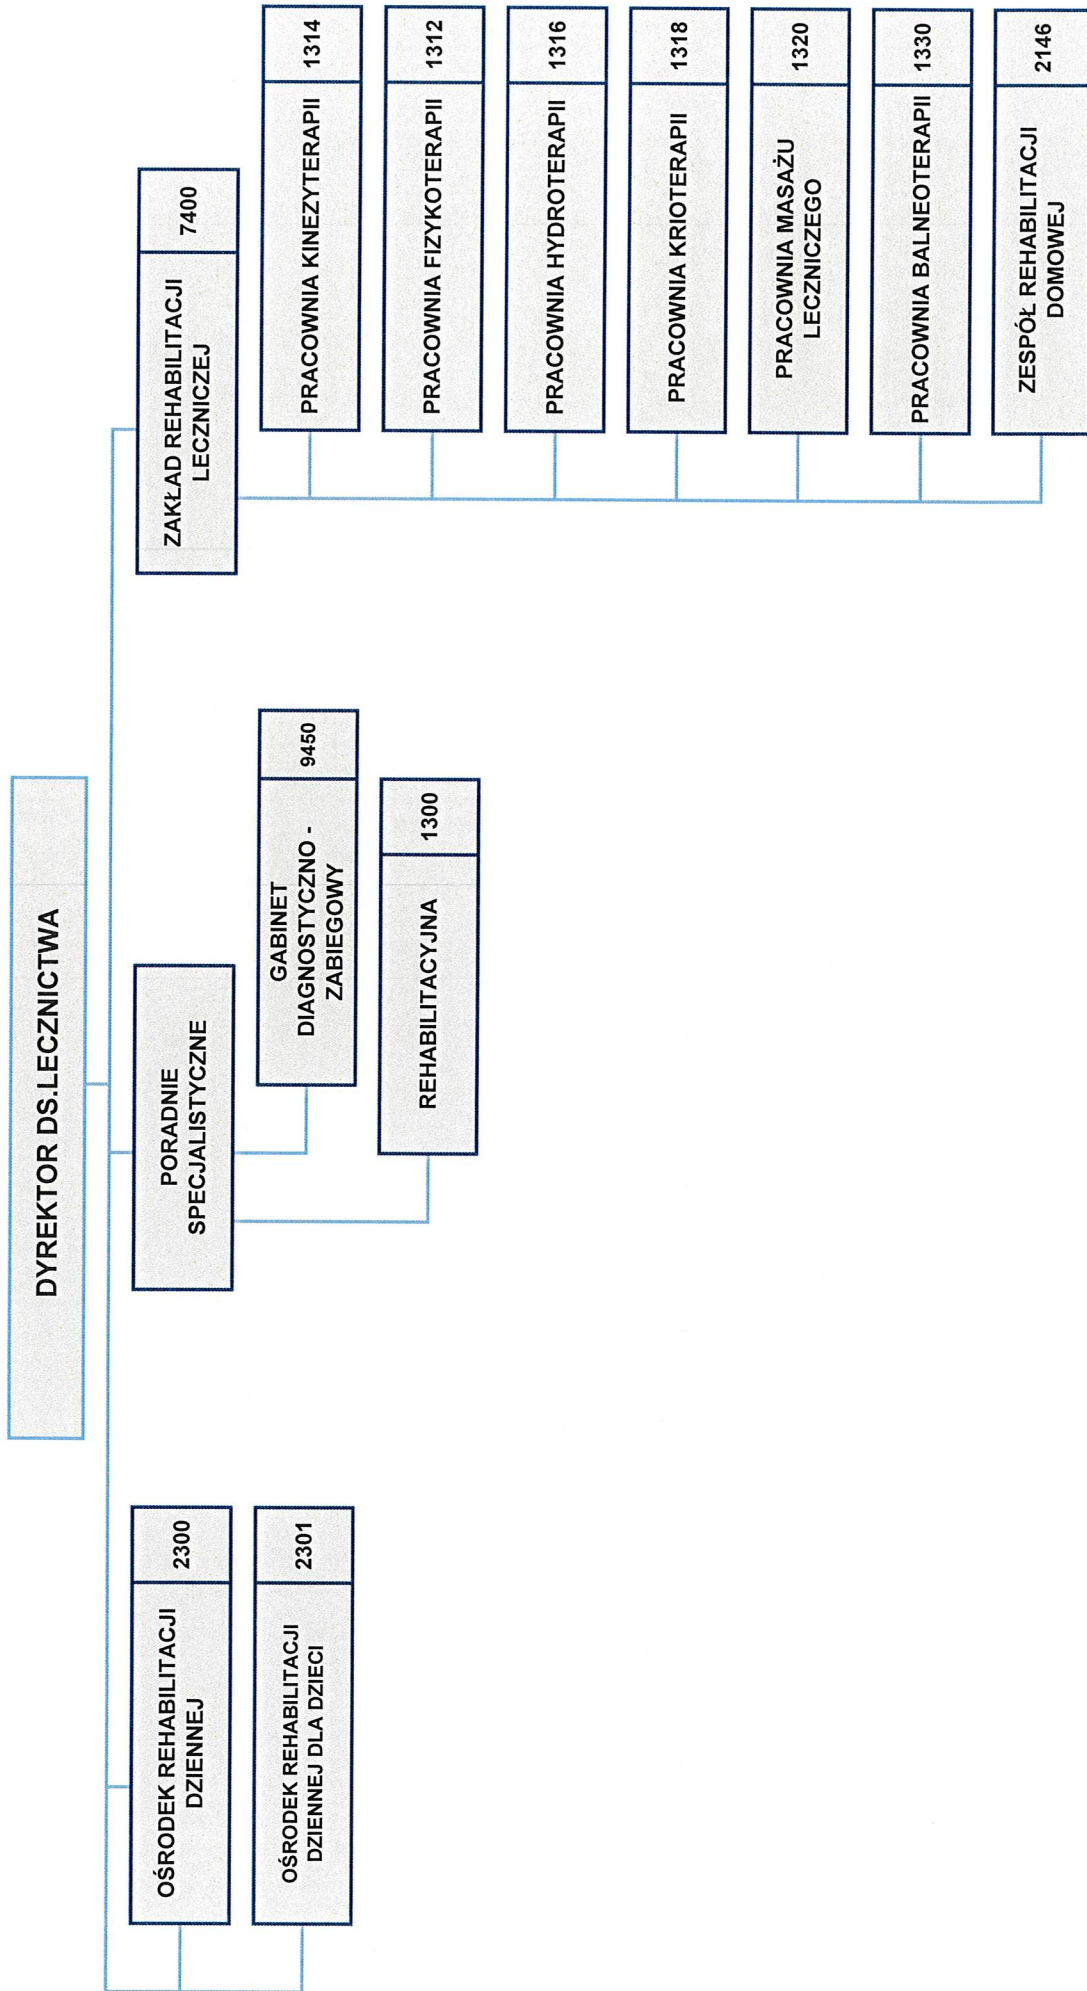 DYREKTOR DS.LECZNICTWA
OŚRODEK REHABILITACJI
DZIENNEJ
2300
OŚRODEK REHABILITACJI
DZIENNEJ DLA DZIECI
2301
PORADNIE
SPECJALISTYCZNE
GABINET
DIAGNOSTYCZNO -
ZABIEGOWY
9450
REHABILITACYJNA
1300
ZAKŁAD REHABILITACJI
LECZNICZEJ
7400
PRACOWNIA KINEZYTERAPII
1314
PRACOWNIA FIZYKOTERAPII
1312
PRACOWNIA HYDROTERAPII
1316
PRACOWNIA KRIOTERAPII
1318
PRACOWNIA MASAŻU
LECZNICZEGO
1320
PRACOWNIA BALNEOTERAPII
1330
ZESPÓŁ REHABILITACJI
DOMOWEJ
2146